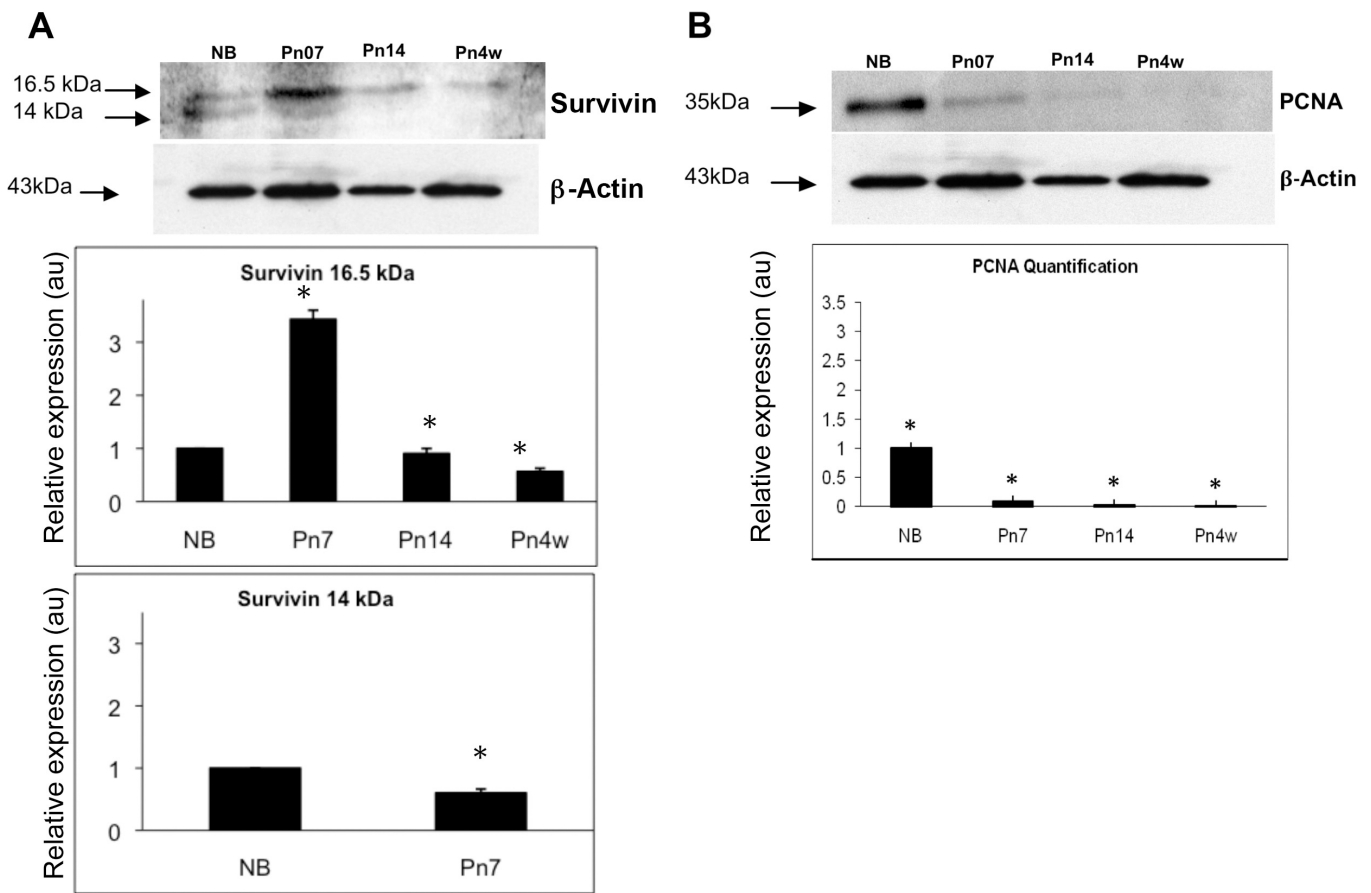 A
NB Pn07 Pn14 Pn4w
16.5 kDa
14 kDa
Survivin
43kDa
β-Actin
Survivin 16.5 kDa
Relative expression (au)
3
2
1
0
*
*
*
NB Pn7 Pn14 Pn4w
Survivin 14 kDa
Relative expression (au)
3
2
1
0
*
NB Pn7
B
NB Pn07 Pn14 Pn4w
35kDa
PCNA
43kDa
β-Actin
PCNA Quantification
Relative expression (au)
3.5
3
2.5
2
1.5
1
0.5
0
*
*
*
*
NB Pn7 Pn14 Pn4w